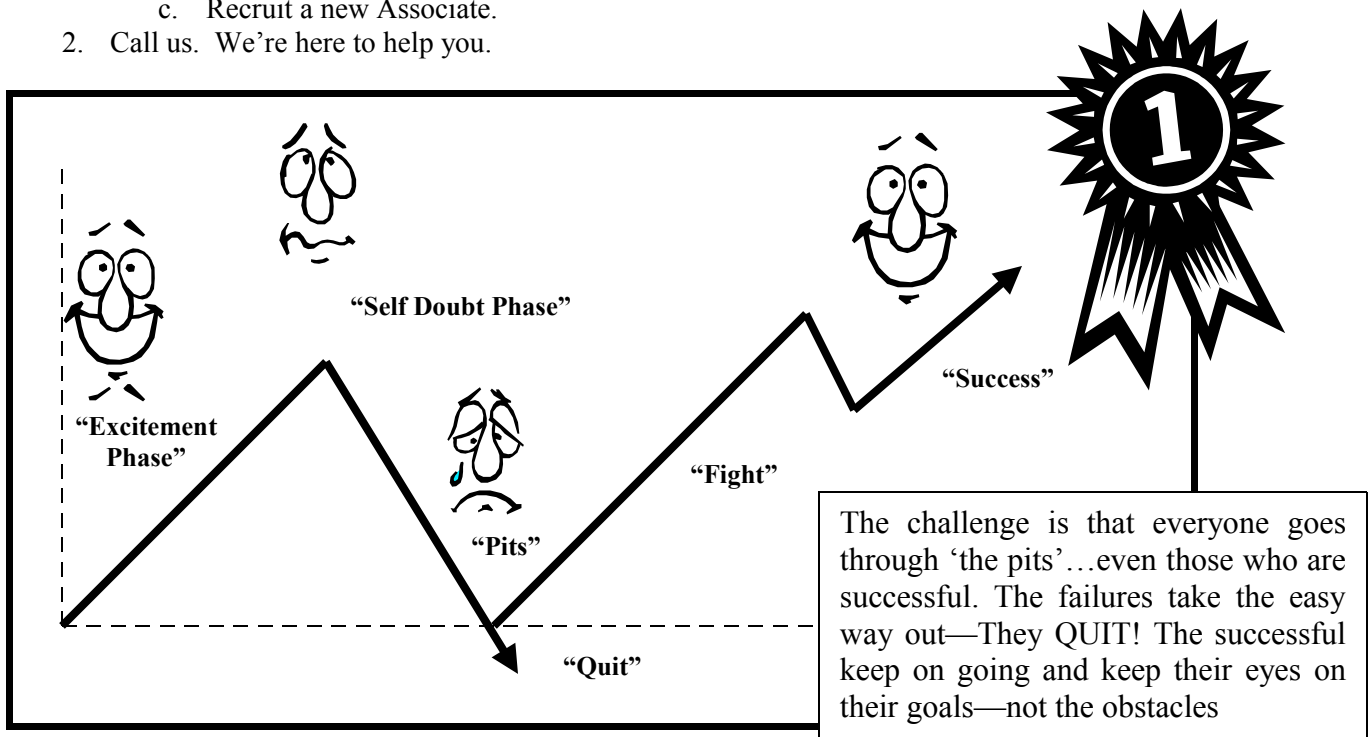 c. Recruit a new Associate.
2. Call us. We’re here to help you.
1
“Self Doubt Phase”
“Success”
“Excitement
Phase”
“Fight”
“Pits”
“Quit”
The challenge is that everyone goes
through ‘the pits’…even those who are
successful. The failures take the easy
way out—They QUIT! The successful
keep on going and keep their eyes on
their goals—not the obstacles